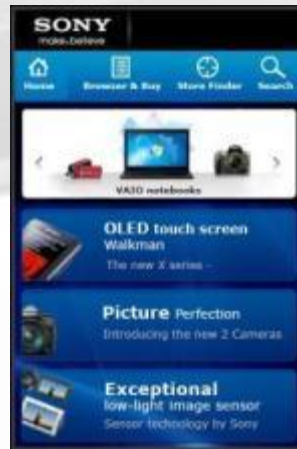 SONY
make.believe
Home
Browser & Buy
Store Finder
Search
VAIO notebooks
OLED touch screen
Walkman
The new X series -
Picture Perfection
Introducing the new 2 Cameras
Exceptional
low-light image sensor
Sensor technology by Sony